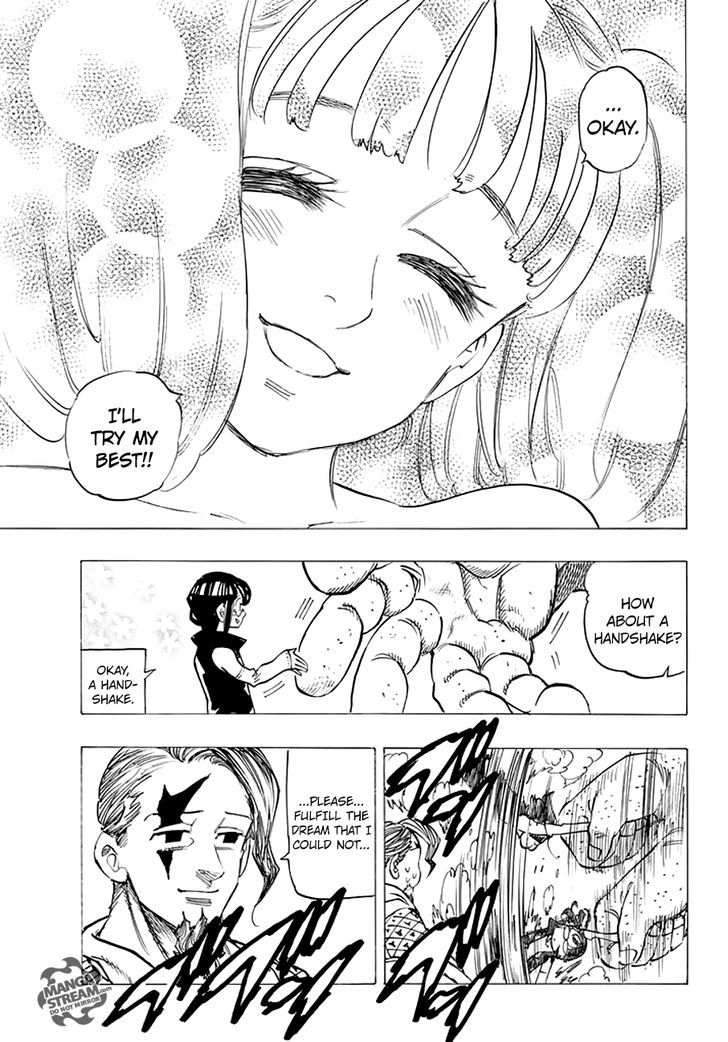 ...
OKAY.
I'LL
TRY MY
BEST!!
HOW
ABOUT A
HANDSHAKE?
OKAY,
A HAND-
SHAKE.
...PLEASE...
FULFILL THE
DREAM THAT I
COULD NOT...
MANGA
STREAM.COM
DO NOT MIRROR